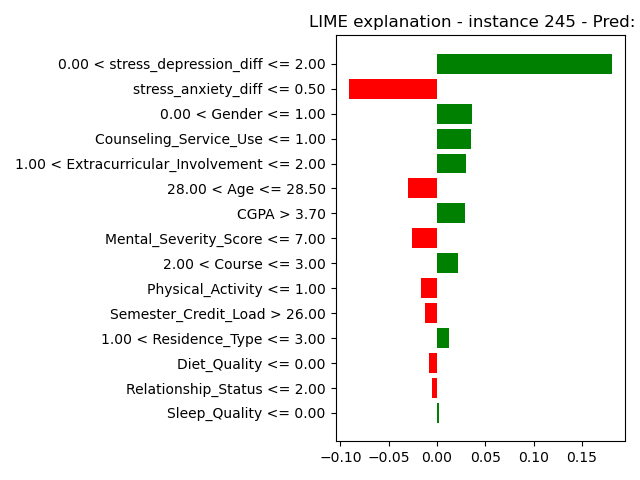 LIME explanation - instance 245 - Pred:
0.00 < stress_depression_diff <= 2.00
stress_anxiety_diff <= 0.50
0.00 < Gender <= 1.00
Counseling_Service_Use <= 1.00
1.00 < Extracurricular_Involvement <= 2.00
28.00 < Age <= 28.50
CGPA > 3.70
Mental_Severity_Score <= 7.00
2.00 < Course <= 3.00
Physical_Activity <= 1.00
Semester_Credit_Load > 26.00
1.00 < Residence_Type <= 3.00
Diet_Quality <= 0.00
Relationship_Status <= 2.00
Sleep_Quality <= 0.00
−0.10 −0.05 0.00 0.05 0.10 0.15